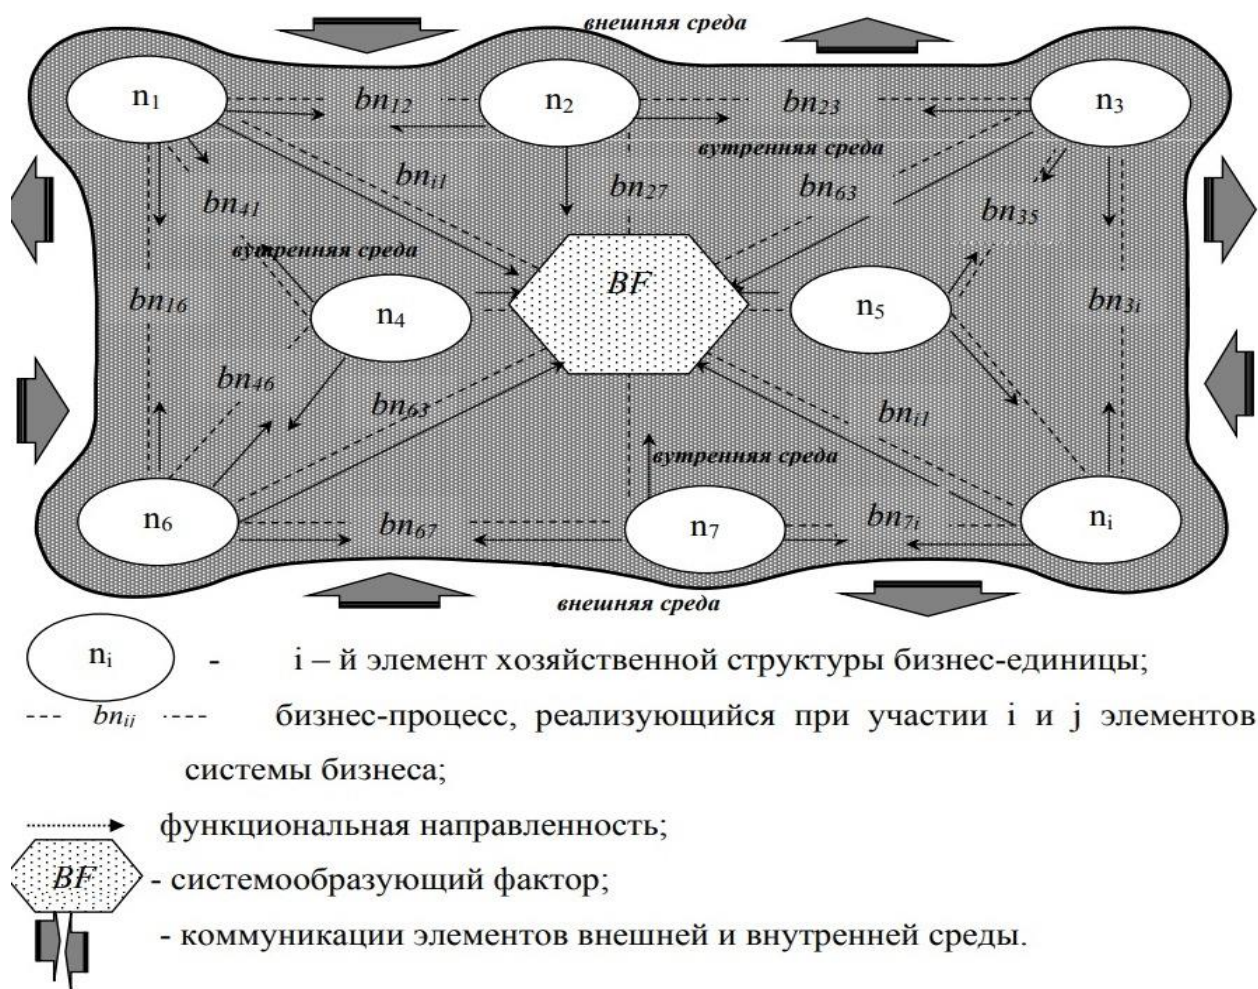 внешняя среда
n1
bn12
n2
bn23
n3
вутренняя среда
bni1
bn27
bn63
bn41
bn35
вутренняя среда
bn16
n4
BF
n5
bn3i
bn46
bn63
bni1
вутренняя среда
n6
bn67
n7
bn7i
ni
внешняя среда
ni - i – й элемент хозяйственной структуры бизнес-единицы;
bnij бизнес-процесс, реализующийся при участии i и j элементов
системы бизнеса;
функциональная направленность;
BF - системообразующий фактор;
- коммуникации элементов внешней и внутренней среды.